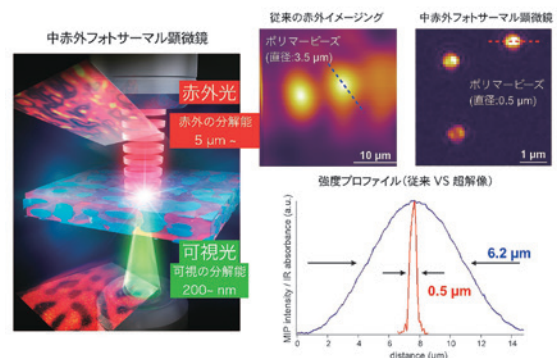 中赤外フォトサーマル顕微鏡
赤外光
赤外の分解能
5 μm ~
可視光
可視の分解能
200~ nm
従来の赤外イメージング
ポリマービーズ
(直径:3.5 μm)
10 μm
中赤外フォトサーマル顕微鏡
ポリマービーズ
(直径:0.5 μm)
1 μm
強度プロファイル(従来 VS 超解像)
MIP intensity / IR absorbance (a.u.)
6.2 μm
0.5 μm
0 2 4 6 8 10 12 14
distance (μm)